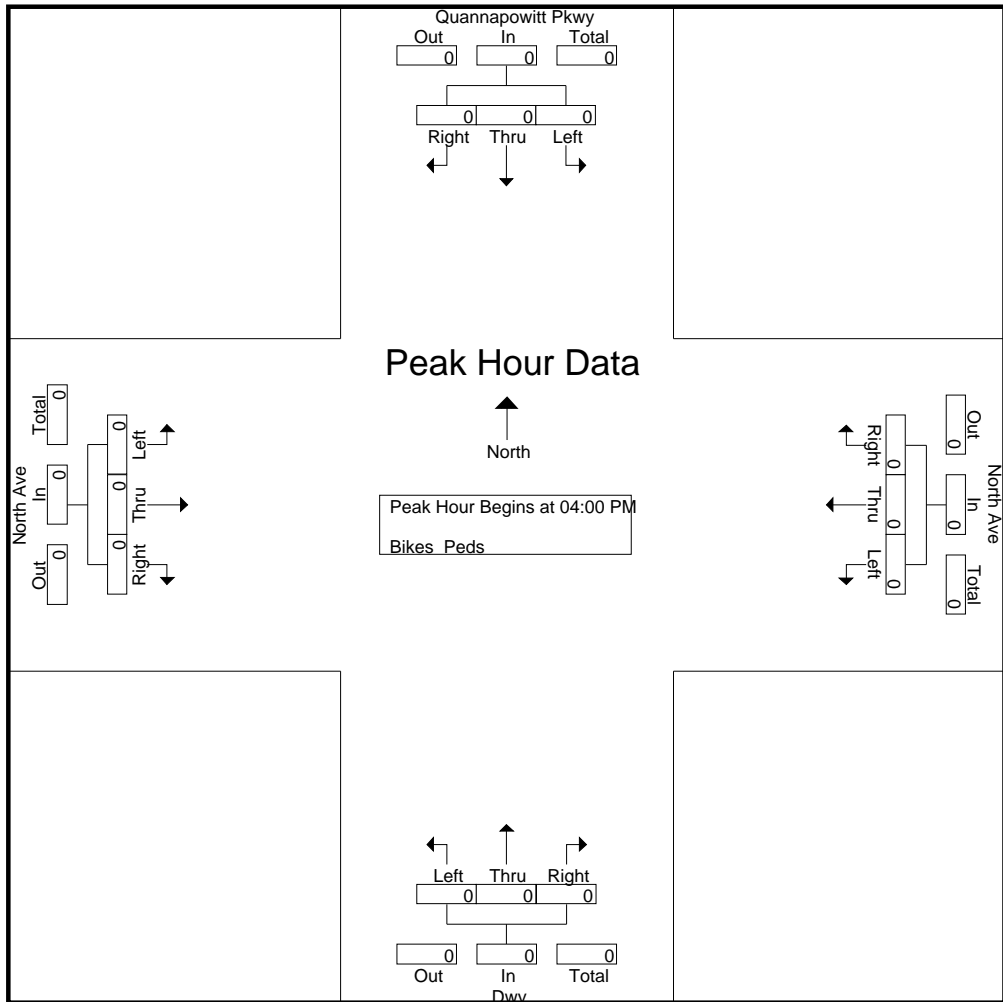 Quannapowitt Pkwy
Out In Total
0 0 0
0 0 0
Right Thru Left
Peak Hour Data
North
Peak Hour Begins at 04:00 PM
Bikes Peds
North Ave
Total In Out
0 0 0
0 0 0
Left Thru Right
North Ave
Out In Total
0 0 0
0 0 0
Right Thru Left
Left Thru Right
0 0 0
0 0 0
Out In Total
Dwy